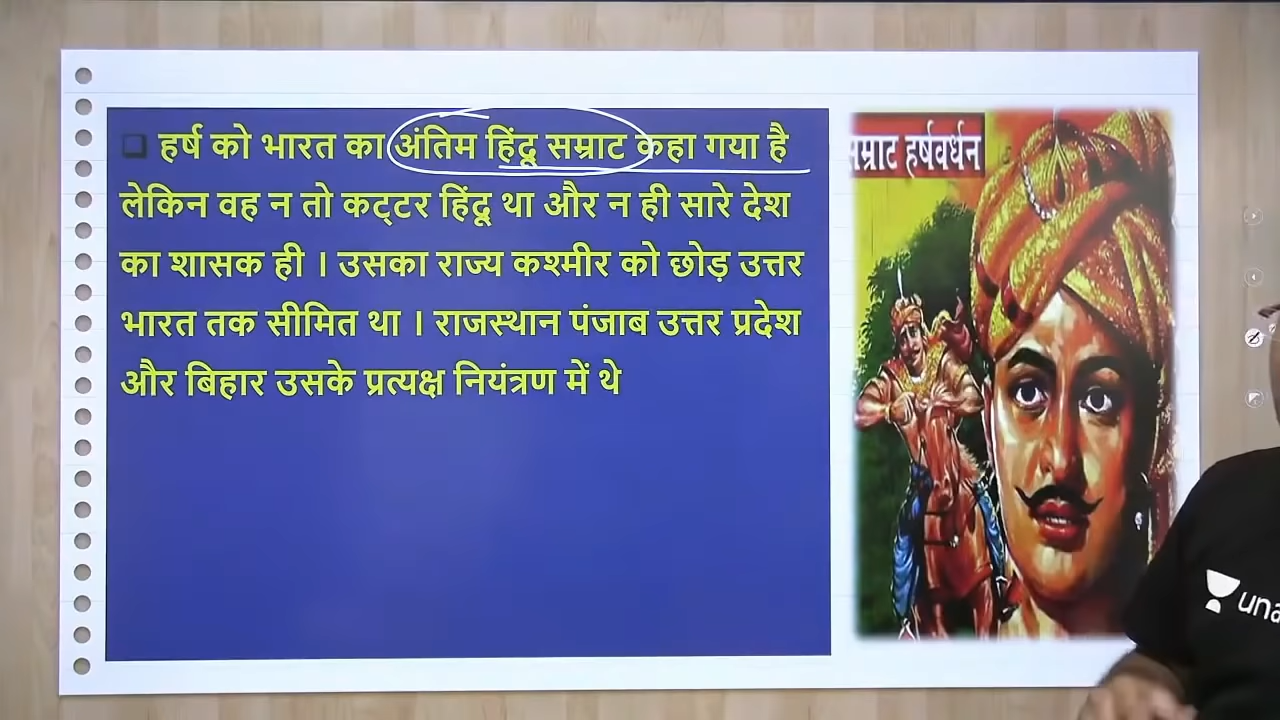 हर्ष को भारत का अंतिम हिंदू सम्राट कहा गया है
लेकिन वह न तो कट्टर हिंदू था और न ही सारे देश
का शासक ही । उसका राज्य कश्मीर को छोड़ उत्तर
भारत तक सीमित था । राजस्थान पंजाब उत्तर प्रदेश
और बिहार उसके प्रत्यक्ष नियंत्रण में थे
सम्राट हर्षवर्धन
una